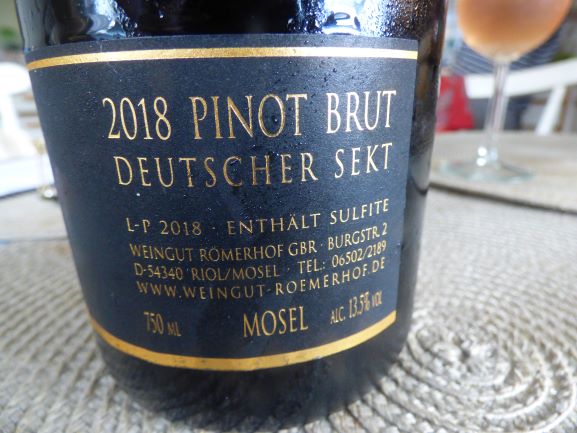 2018 PINOT BRUT
DEUTSCHER SEKT
L-P 2018 · ENTHÄLT SULFITE
WEINGUT RÖMERHOF GBR · BURGSTR. 2
D-54340 RIOL/MOSEL · TEL.: 06502/2189
WWW.WEINGUT-ROEMERHOF.DE
750 ML MOSEL ALC. 13.5% VOL